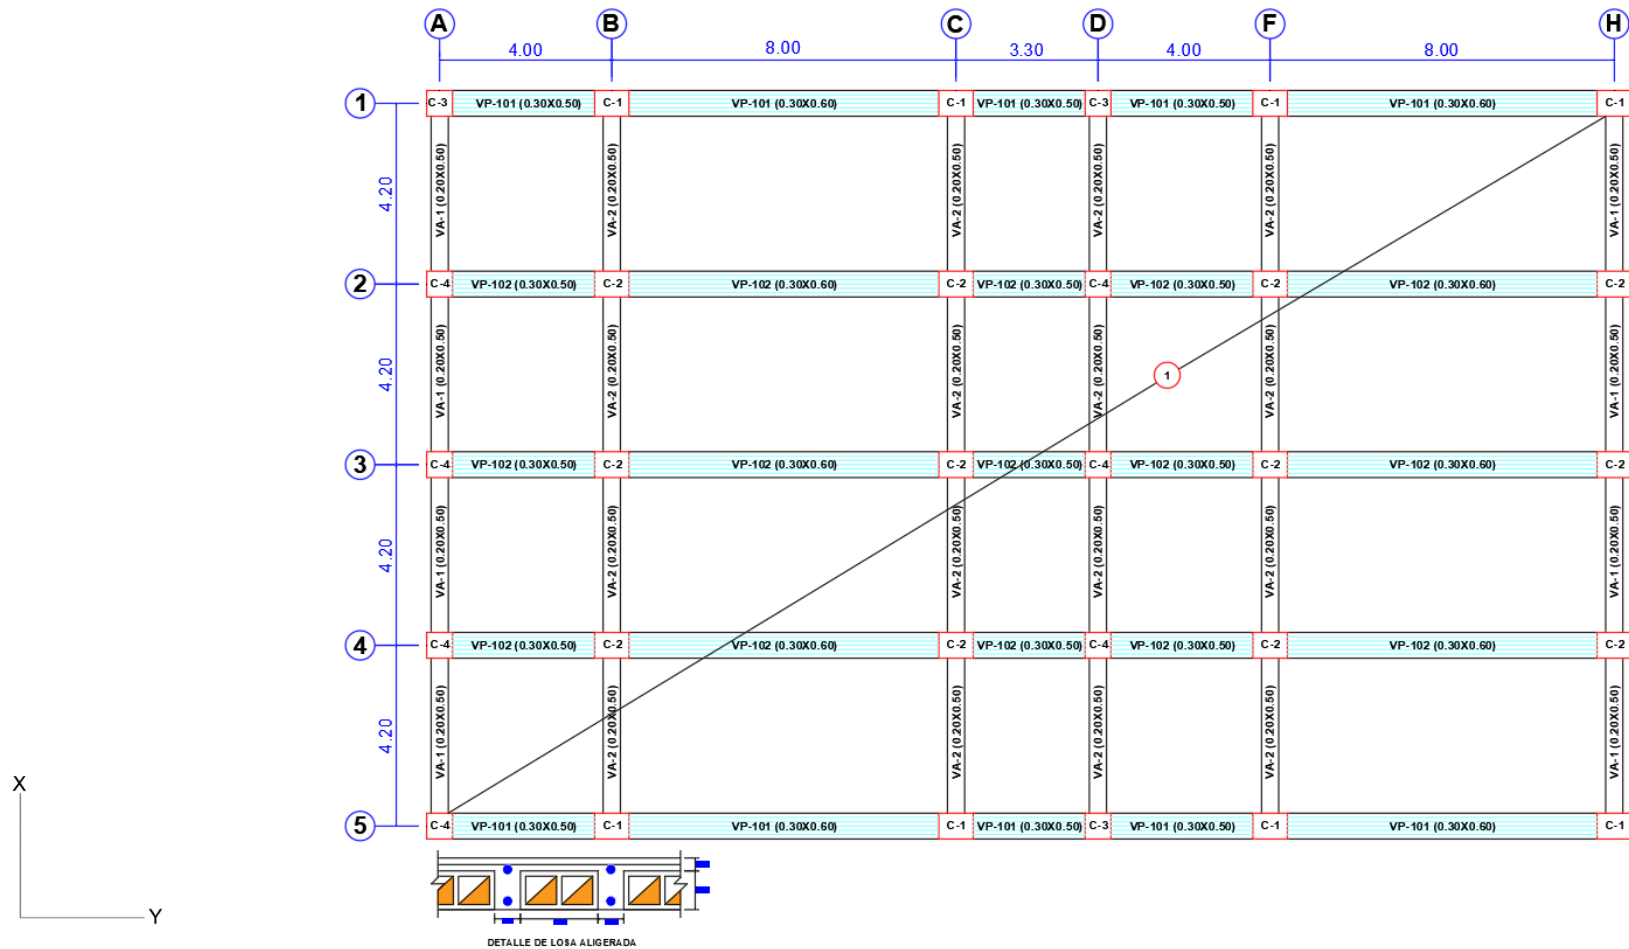 A B C D F H
4.00 8.00 3.30 4.00 8.00
1 C-3 VP-101 (0.30X0.50) C-1 VP-101 (0.30X0.60) C-1 VP-101 (0.30X0.50) C-3 VP-101 (0.30X0.50) C-1 VP-101 (0.30X0.60) C-1
4.20 VA-1 (0.20X0.50) VA-2 (0.20X0.50) VA-2 (0.20X0.50) VA-2 (0.20X0.50) VA-2 (0.20X0.50) VA-1 (0.20X0.50)
2 C-4 VP-102 (0.30X0.50) C-2 VP-102 (0.30X0.60) C-2 VP-102 (0.30X0.50) C-4 VP-102 (0.30X0.50) C-2 VP-102 (0.30X0.60) C-2
4.20 VA-1 (0.20X0.50) VA-2 (0.20X0.50) VA-2 (0.20X0.50) VA-2 (0.20X0.50) VA-2 (0.20X0.50) VA-1 (0.20X0.50)
1
3 C-4 VP-102 (0.30X0.50) C-2 VP-102 (0.30X0.60) C-2 VP-102 (0.30X0.50) C-4 VP-102 (0.30X0.50) C-2 VP-102 (0.30X0.60) C-2
4.20 VA-1 (0.20X0.50) VA-2 (0.20X0.50) VA-2 (0.20X0.50) VA-2 (0.20X0.50) VA-2 (0.20X0.50) VA-1 (0.20X0.50)
4 C-4 VP-102 (0.30X0.50) C-2 VP-102 (0.30X0.60) C-2 VP-102 (0.30X0.50) C-4 VP-102 (0.30X0.50) C-2 VP-102 (0.30X0.60) C-2
4.20 VA-1 (0.20X0.50) VA-2 (0.20X0.50) VA-2 (0.20X0.50) VA-2 (0.20X0.50) VA-2 (0.20X0.50) VA-1 (0.20X0.50)
5 C-4 VP-101 (0.30X0.50) C-1 VP-101 (0.30X0.60) C-1 VP-101 (0.30X0.50) C-3 VP-101 (0.30X0.50) C-1 VP-101 (0.30X0.60) C-1
X
Y
DETALLE DE LOSA ALIGERADA